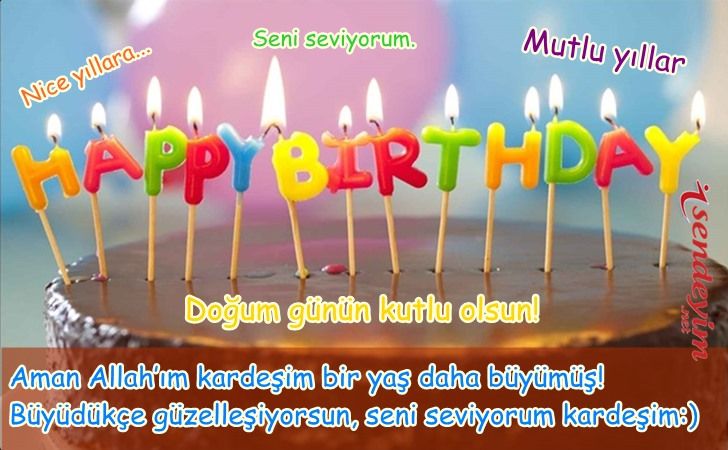 Nice yıllara...
Seni seviyorum.
Mutlu yıllar
HAPPY BIRTHDAY
isendeyim
.net
Doğum günün kutlu olsun!
Aman Allah'ım kardeşim bir yaş daha büyümüş!
Büyüdükçe güzelleşiyorsun, seni seviyorum kardeşim:)